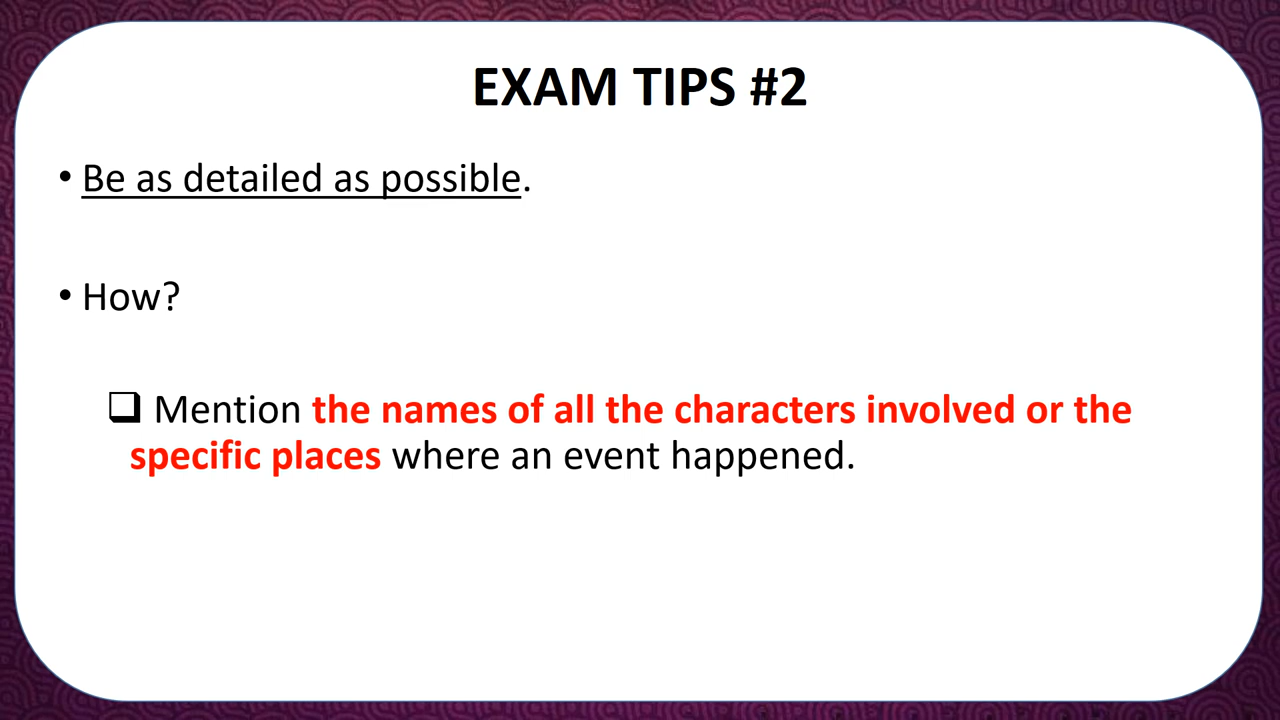 EXAM TIPS #2
• Be as detailed as possible.
• How?
❑ Mention the names of all the characters involved or the
specific places where an event happened.